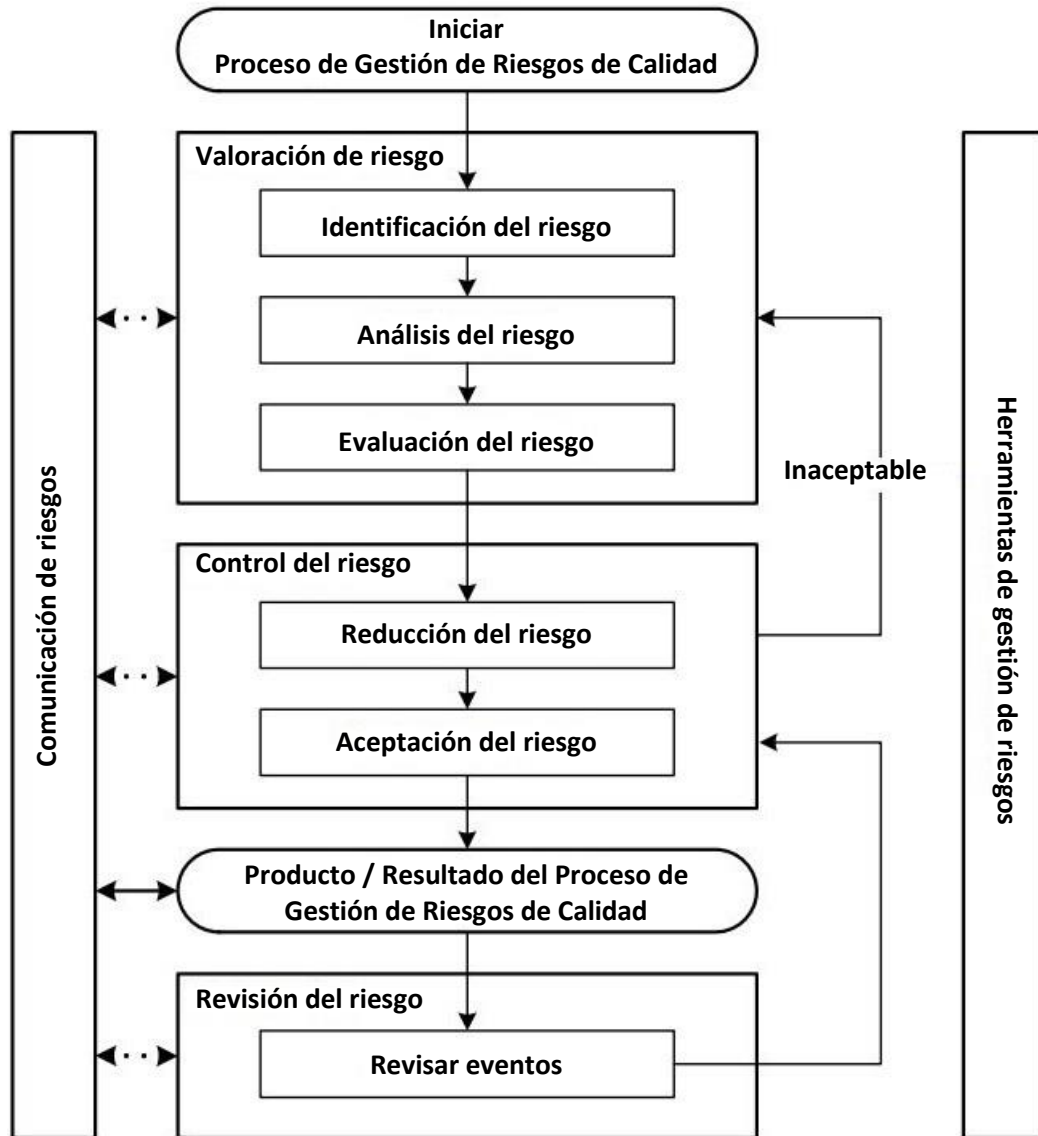 Iniciar
Proceso de Gestión de Riesgos de Calidad
Valoración de riesgo
Identificación del riesgo
Análisis del riesgo
Evaluación del riesgo
Inaceptable
Control del riesgo
Reducción del riesgo
Aceptación del riesgo
Producto / Resultado del Proceso de
Gestión de Riesgos de Calidad
Revisión del riesgo
Revisar eventos
Comunicación de riesgos
Herramientas de gestión de riesgos